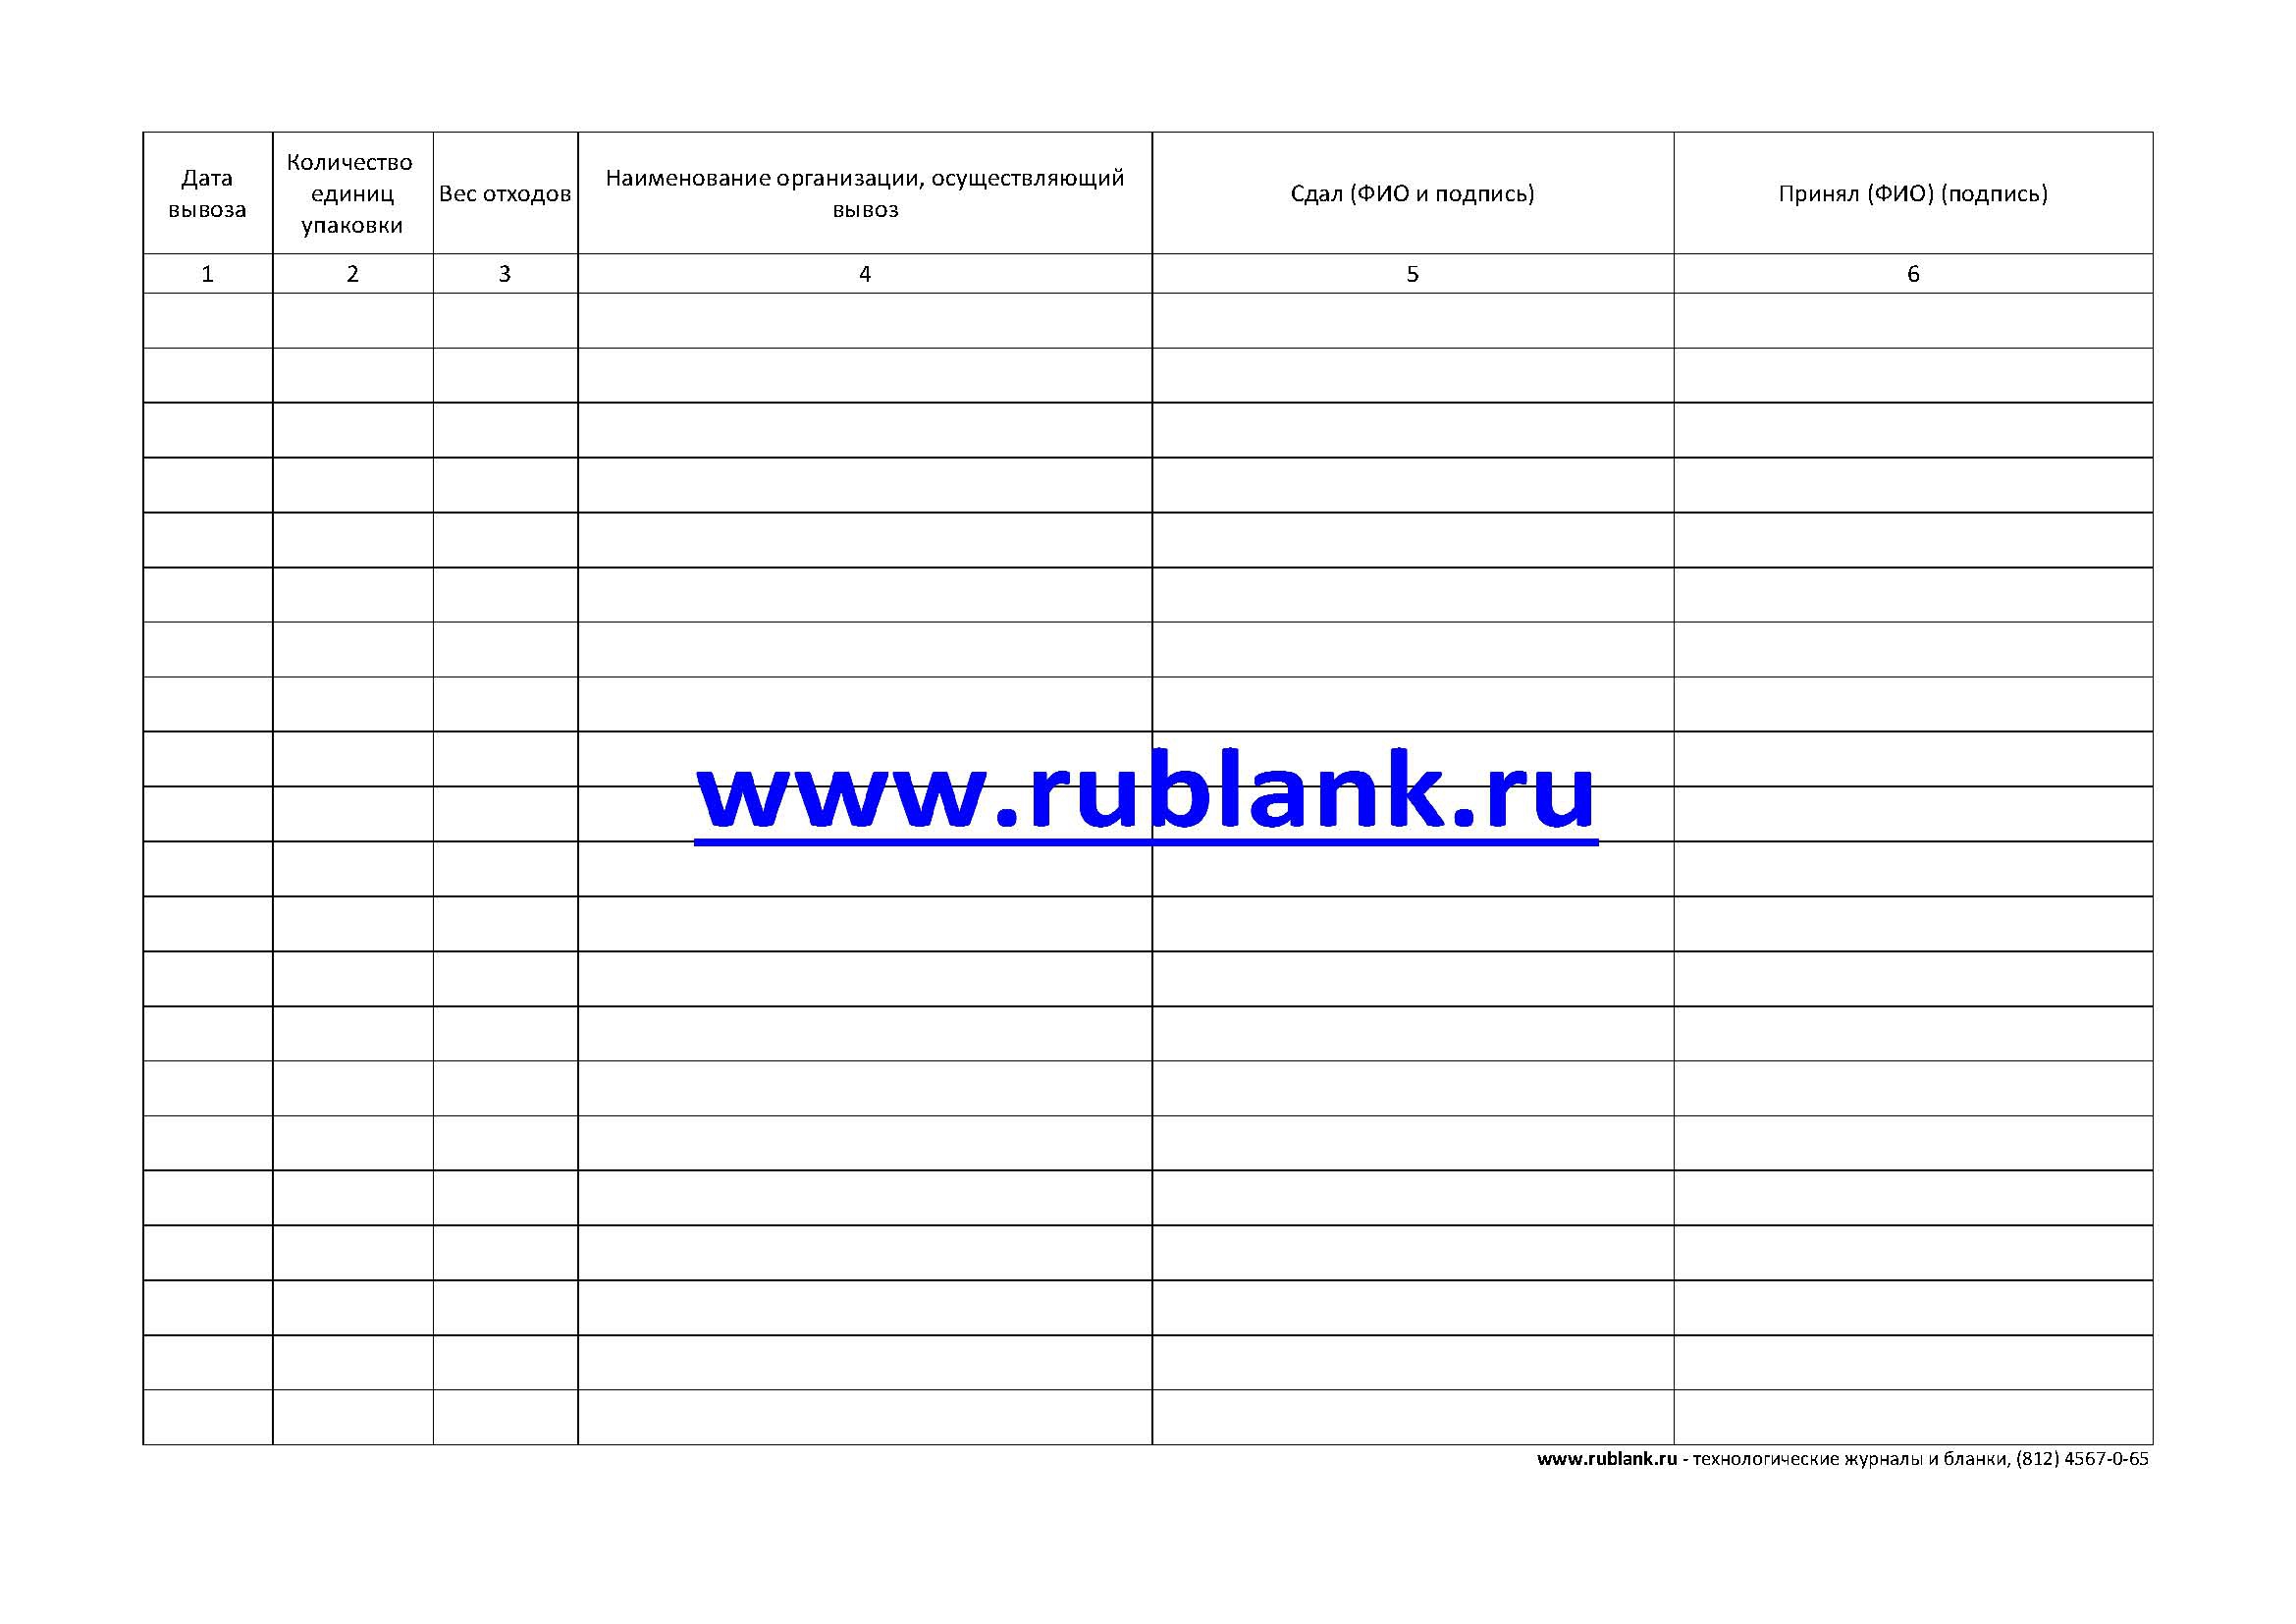 Дата
вывоза
Количество
единиц
упаковки
Вес отходов
Наименование организации, осуществляющий
вывоз
Сдал (ФИО и подпись)
Принял (ФИО) (подпись)
1 2 3 4 5 6
www.rublank.ru
www.rublank.ru - технологические журналы и бланки, (812) 4567-0-65